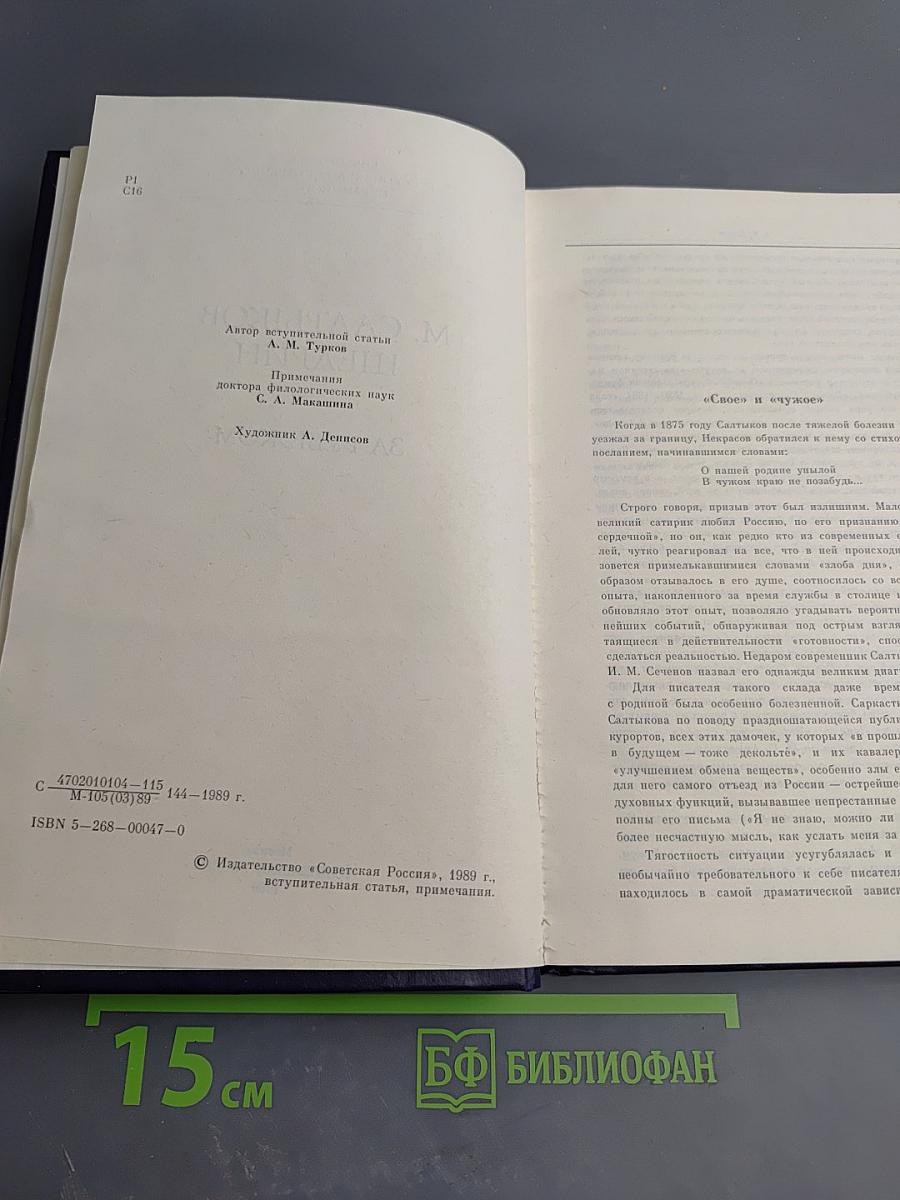 Р1
С16
Автор вступительной статьи
А. М. Турков
Примечания
доктора филологических наук
С. А. Макашина
Художник А. Денисов
С 4702010104—115 144—1989 г.
М-105(03)89
ISBN 5—268—00047—0
© Издательство «Советская Россия», 1989 г.,
вступительная статья, примечания.
«Свое» и «чужое»
Когда в 1875 году Салтыков после тяжелой болезни
уезжал за границу, Некрасов обратился к нему со стихо
посланием, начинавшимся словами:
О нашей родине унылой
В чужом краю не позабудь...
Строго говоря, призыв этот был излишним. Мало
великий сатирик любил Россию, по его признанию
сердечной», но он, как редко кто из современных
лей, чутко реагировал на все, что в ней происходи
зовется примелькавшимися словами «злоба дня»,
образом отзывалось в его душе, соотносилось со вс
опыта, накопленного за время службы в столице
обновляло этот опыт, позволяло угадывать вероятн
нейших событий, обнаруживая под острым взгля
таящиеся в действительности «готовности», спос
сделаться реальностью. Недаром современник Салты
И. М. Сеченов назвал его однажды великим диаг
Для писателя такого склада даже врем
с родиной была особенно болезненной. Саркасти
Салтыкова по поводу праздношатающейся публи
курортов, всех этих дамочек, у которых «в прошл
в будущем — тоже декольте́», и их кавалер
«улучшением обмена веществ», особенно злы е
для него самого отъезд из России — острейшее
духовных функций, вызывавшее непрестанные
полны его письма («Я не знаю, можно ли
более несчастную мысль, как услать меня за
Тягостность ситуации усугублялась и
необычайно требовательного к себе писателя
находилось в самой драматической зависи
15 см
БФ БИБЛИОФАН